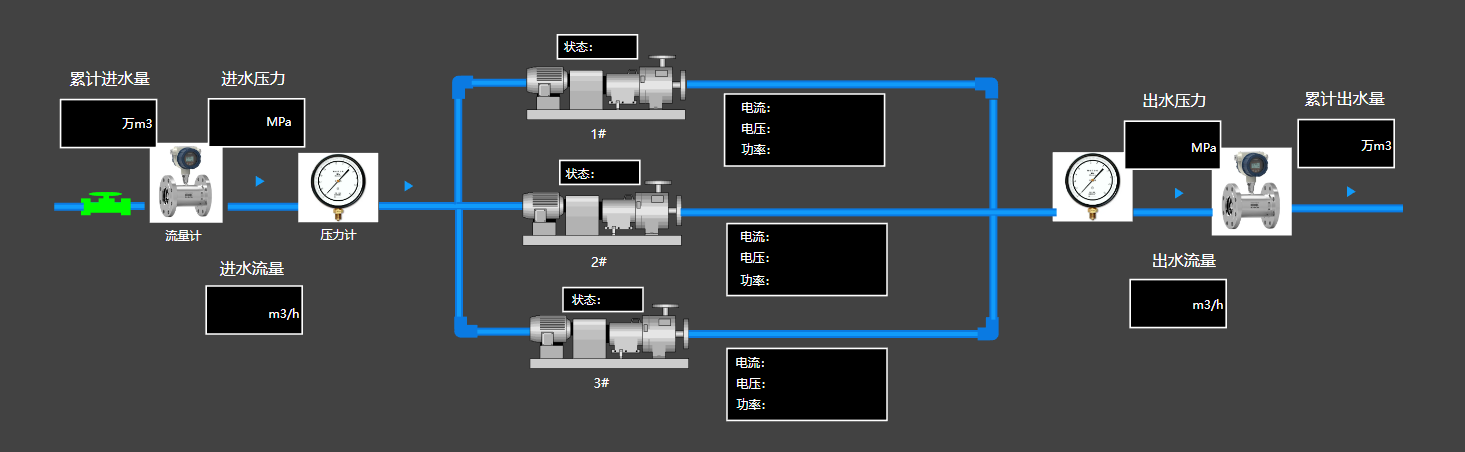 累计进水量
进水压力
万m3
MPa
流量计
压力计
进水流量
m3/h
状态:
1#
电流:
电压:
功率:
状态:
2#
电流:
电压:
功率:
状态:
3#
电流:
电压:
功率:
出水压力
累计出水量
MPa
万m3
出水流量
m3/h